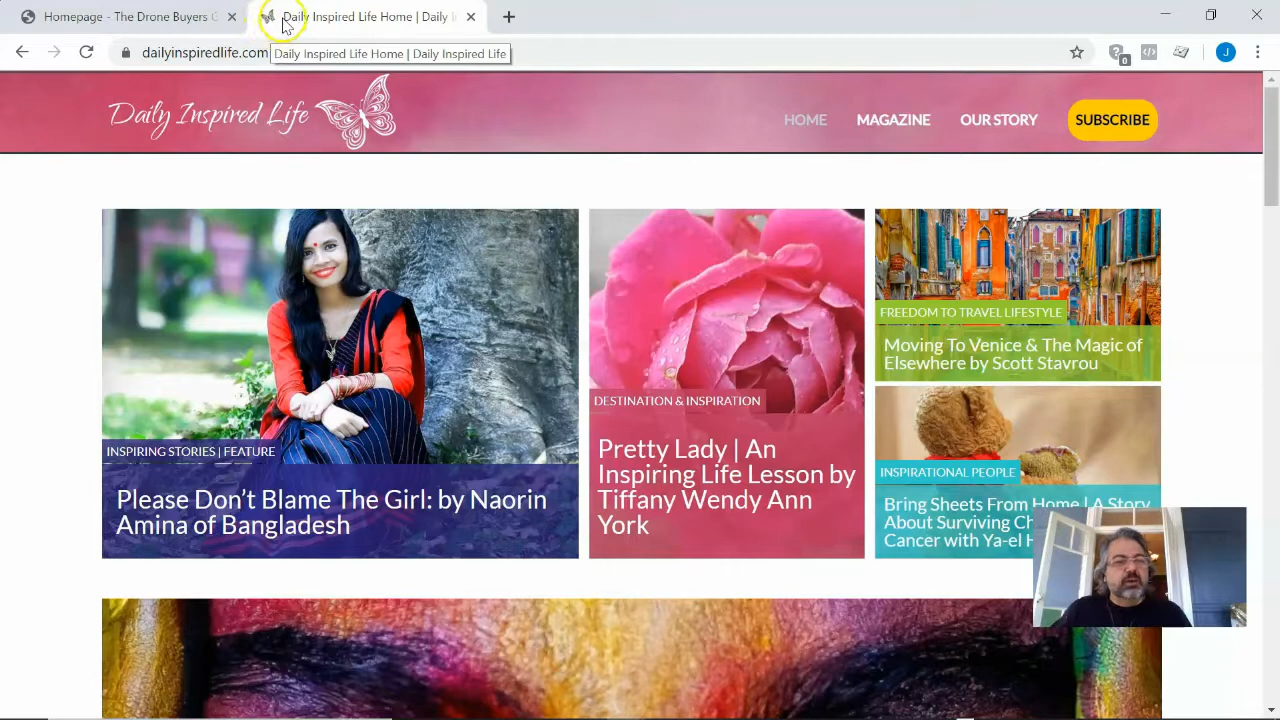 Homepage - The Drone Buyers G
Daily Inspired Life Home | Daily I
dailyinspiredlife.com
Daily Inspired Life Home | Daily Inspired Life
0
J
Daily Inspired Life
HOME
MAGAZINE
OUR STORY
SUBSCRIBE
INSPIRING STORIES | FEATURE
Please Don’t Blame The Girl: by Naorin
Amina of Bangladesh
DESTINATION & INSPIRATION
Pretty Lady | An
Inspiring Life Lesson by
Tiffany Wendy Ann
York
FREEDOM TO TRAVEL LIFESTYLE
Moving To Venice & The Magic of
Elsewhere by Scott Stavrou
INSPIRATIONAL PEOPLE
Bring Sheets From Home | A Story
About Surviving Ch
Cancer with Ya-el H